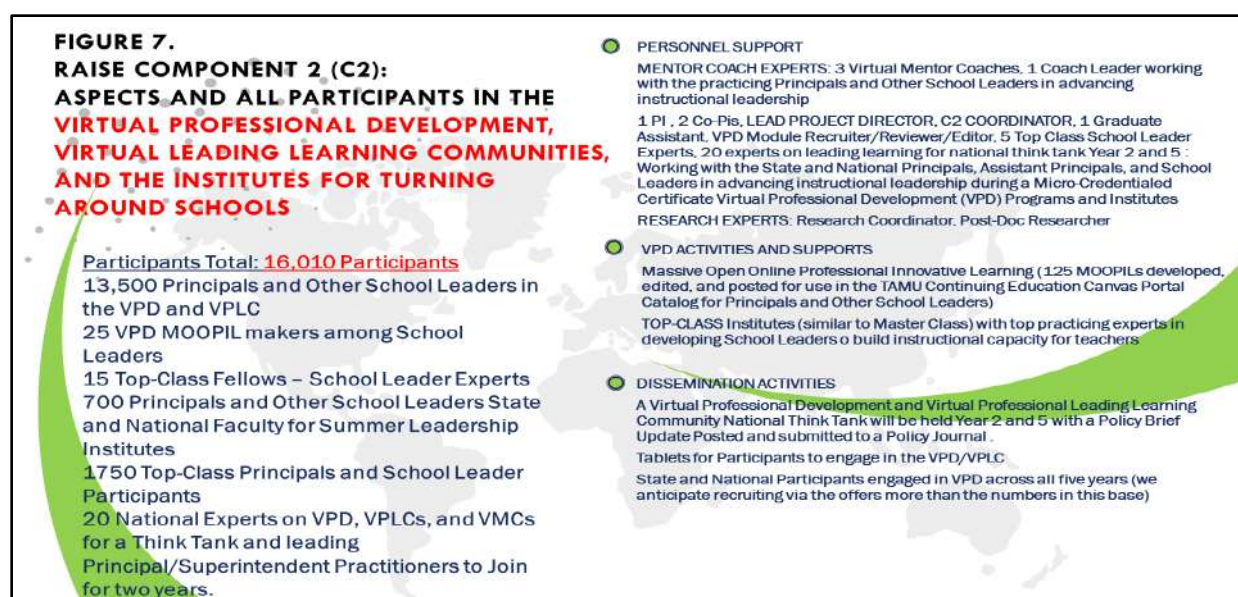 FIGURE 7.
RAISE COMPONENT 2 (C2):
ASPECTS AND ALL PARTICIPANTS IN THE
VIRTUAL PROFESSIONAL DEVELOPMENT,
VIRTUAL LEADING LEARNING COMMUNITIES,
AND THE INSTITUTES FOR TURNING
AROUND SCHOOLS
Participants Total: 16,010 Participants
13,500 Principals and Other School Leaders in
the VPD and VPLC
25 VPD MOOPIL makers among School
Leaders
15 Top-Class Fellows – School Leader Experts
700 Principals and Other School Leaders State
and National Faculty for Summer Leadership
Institutes
1750 Top-Class Principals and School Leader
Participants
20 National Experts on VPD, VPLCs, and VMCs
for a Think Tank and leading
Principal/Superintendent Practitioners to Join
for two years.
PERSONNEL SUPPORT
MENTOR COACH EXPERTS: 3 Virtual Mentor Coaches, 1 Coach Leader working
with the practicing Principals and Other School Leaders in advancing
instructional leadership
1 PI , 2 Co-Pis, LEAD PROJECT DIRECTOR, C2 COORDINATOR, 1 Graduate
Assistant, VPD Module Recruiter/Reviewer/Editor, 5 Top Class School Leader
Experts, 20 experts on leading learning for national think tank Year 2 and 5 :
Working with the State and National Principals, Assistant Principals, and School
Leaders in advancing instructional leadership during a Micro-Credentialed
Certificate Virtual Professional Development (VPD) Programs and Institutes
RESEARCH EXPERTS: Research Coordinator, Post-Doc Researcher
VPD ACTIVITIES AND SUPPORTS
Massive Open Online Professional Innovative Learning (125 MOOPILs developed,
edited, and posted for use in the TAMU Continuing Education Canvas Portal
Catalog for Principals and Other School Leaders)
TOP-CLASS Institutes (similar to Master Class) with top practicing experts in
developing School Leaders o build instructional capacity for teachers
DISSEMINATION ACTIVITIES
A Virtual Professional Development and Virtual Professional Leading Learning
Community National Think Tank will be held Year 2 and 5 with a Policy Brief
Update Posted and submitted to a Policy Journal .
Tablets for Participants to engage in the VPD/VPLC
State and National Participants engaged in VPD across all five years (we
anticipate recruiting via the offers more than the numbers in this base)